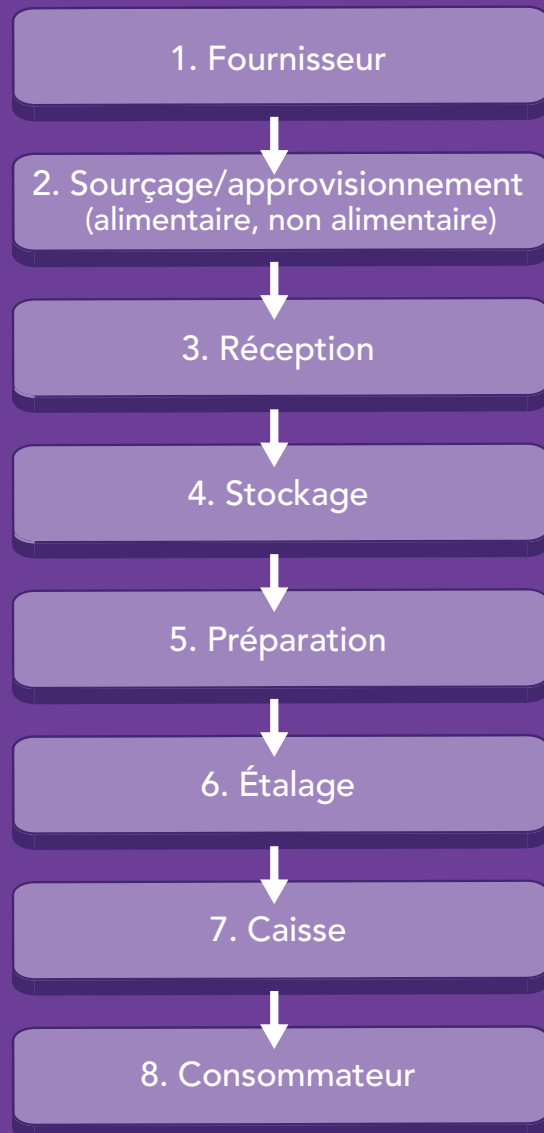 1. Fournisseur
2. Sourçage/approvisionnement
(alimentaire, non alimentaire)
3. Réception
4. Stockage
5. Préparation
6. Étalage
7. Caisse
8. Consommateur